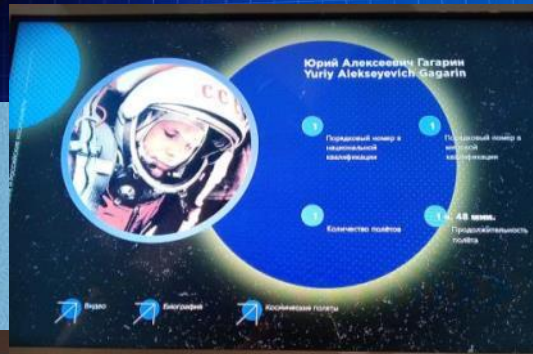 Юрий Алексеевич Гагарин
Yuriy Alekseyevich Gagarin
СССР
1
Порядковый номер в
национальной
квалификации
1
Порядковый номер в
мировой
квалификации
1
Количество полётов
1 ч. 48 мин.
Продолжительность
полёта
Видео
Биография
Космические полеты